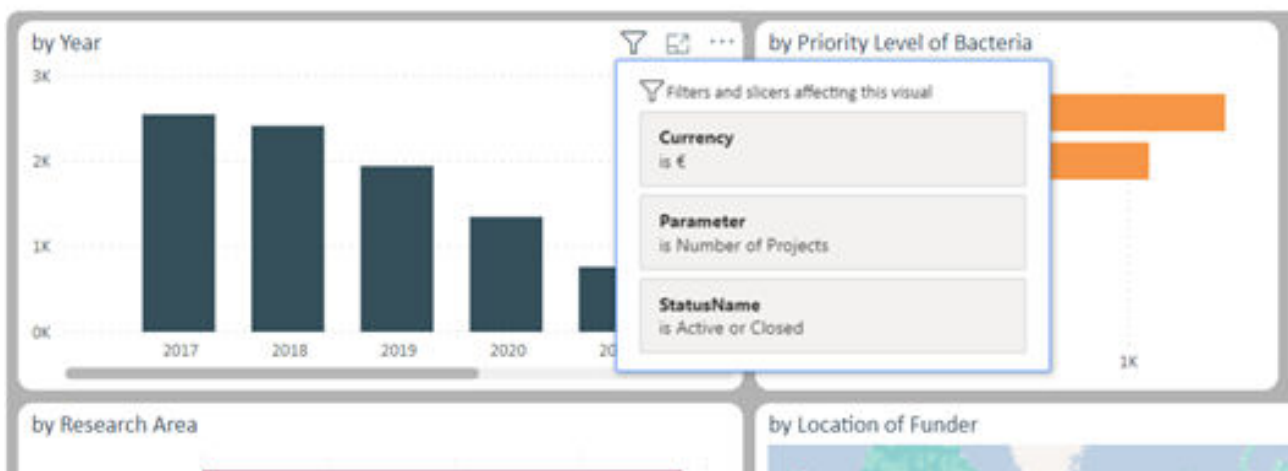 by Year
by Priority Level of Bacteria
3K
2K
1K
0K
2017
2018
2019
2020
20
Filters and slicers affecting this visual
Currency
is €
Parameter
is Number of Projects
StatusName
is Active or Closed
1K
by Research Area
by Location of Funder